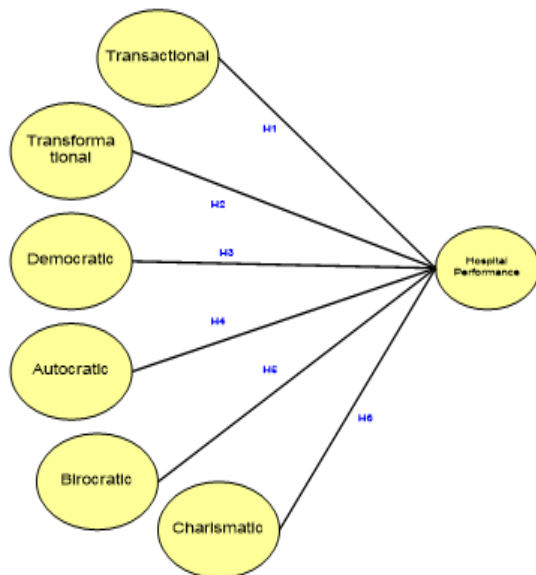 Transactional
H1
Transforma
tional
H2
Democratic
H3
Hospital
Performance
Autocratic
H4
Birocratic
H5
Charismatic
H6